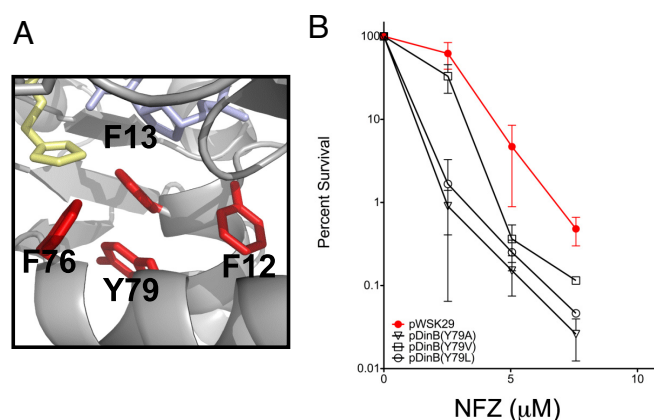 A
B
F13
F76
Y79
F12
Percent Survival
100
10
1
0.1
0.01
pWSK29
pDinB(Y79A)
pDinB(Y79V)
pDinB(Y79L)
0
5
10
NFZ (μM)